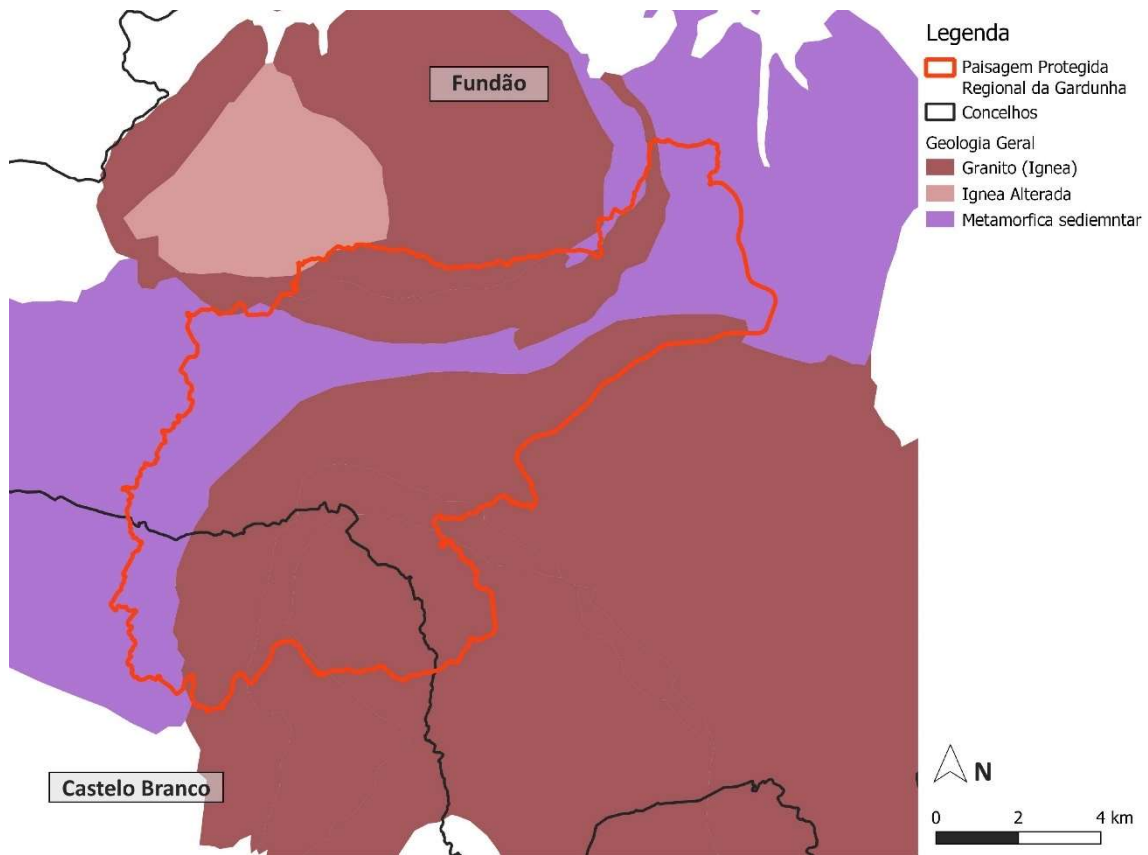 Fundão
Castelo Branco
Legenda
Paisagem Protegida
Regional da Gardunha
Concelhos
Geologia Geral
Granito (Ignea)
Ignea Alterada
Metamorfica sediemntar
N
0 2 4 km